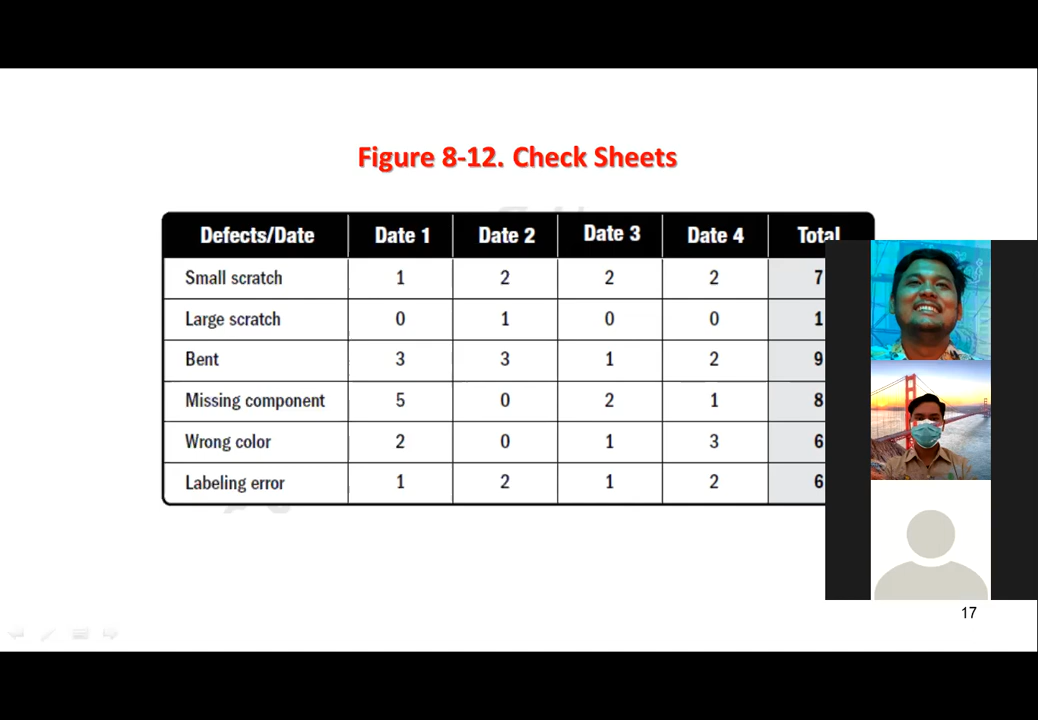 Figure 8-12. Check Sheets
Defects/Date Date 1 Date 2 Date 3 Date 4 Total
Small scratch 1 2 2 2 7
Large scratch 0 1 0 0 1
Bent 3 3 1 2 9
Missing component 5 0 2 1 8
Wrong color 2 0 1 3 6
Labeling error 1 2 1 2 6
17